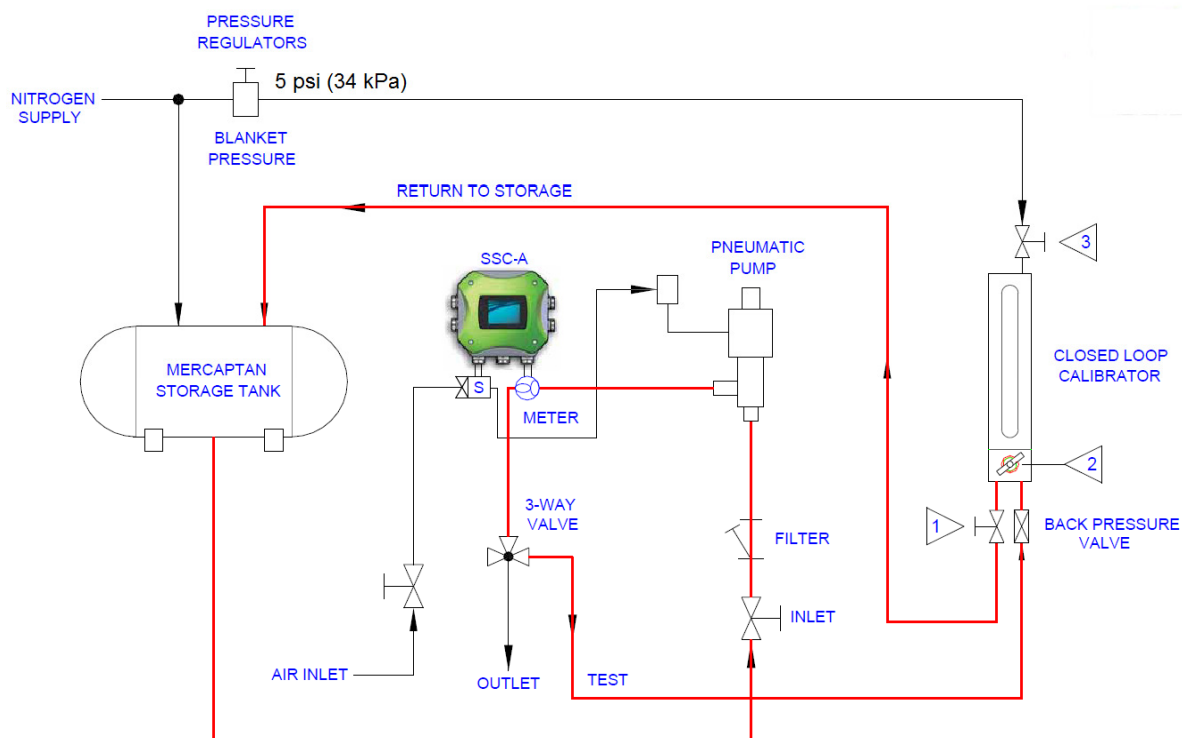 PRESSURE
REGULATORS
5 psi (34 kPa)
NITROGEN
SUPPLY
BLANKET
PRESSURE
RETURN TO STORAGE
PNEUMATIC
PUMP
3
SSC-A
MERCAPTAN
STORAGE TANK
S
METER
CLOSED LOOP
CALIBRATOR
2
3-WAY
VALVE
1
BACK PRESSURE
VALVE
FILTER
INLET
AIR INLET
OUTLET
TEST